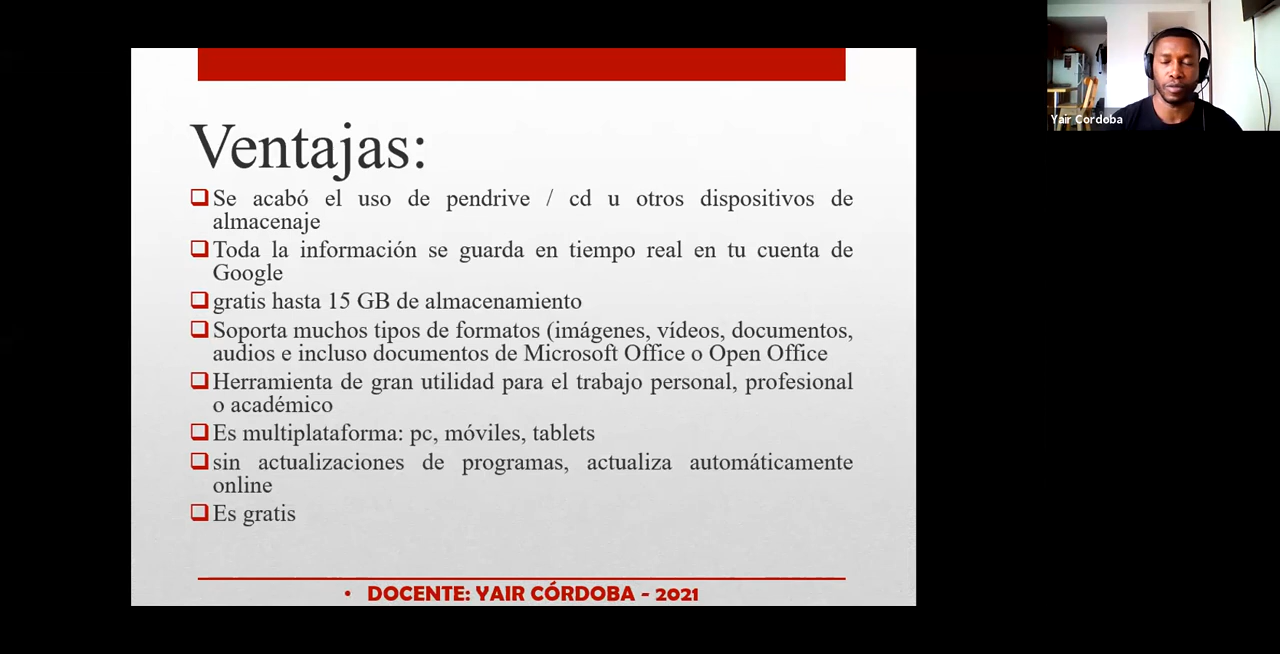 Ventajas:
Se acabó el uso de pendrive / cd u otros dispositivos de
almacenaje
Toda la información se guarda en tiempo real en tu cuenta de
Google
gratis hasta 15 GB de almacenamiento
Soporta muchos tipos de formatos (imágenes, vídeos, documentos,
audios e incluso documentos de Microsoft Office o Open Office
Herramienta de gran utilidad para el trabajo personal, profesional
o académico
Es multiplataforma: pc, móviles, tablets
sin actualizaciones de programas, actualiza automáticamente
online
Es gratis
• DOCENTE: YAIR CÓRDOBA - 2021
Yair Cordoba